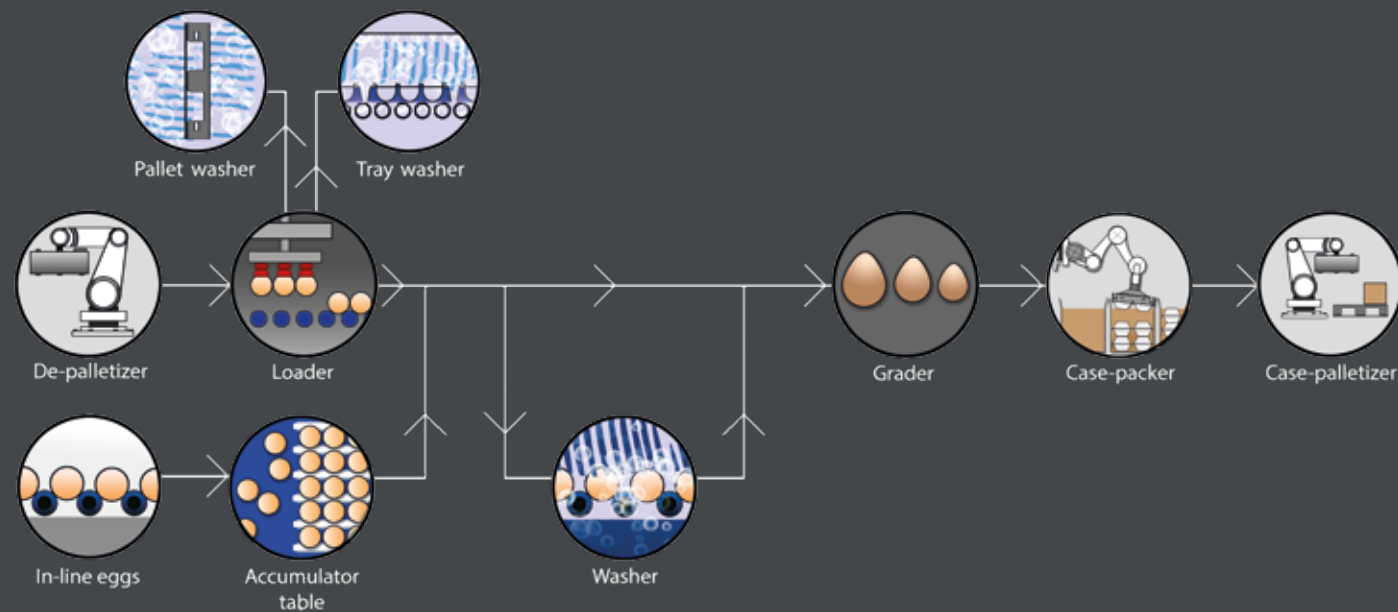 Pallet washer
Tray washer
De-palletizer
Loader
Grader
Case-packer
Case-palletizer
In-line eggs
Accumulator
table
Washer